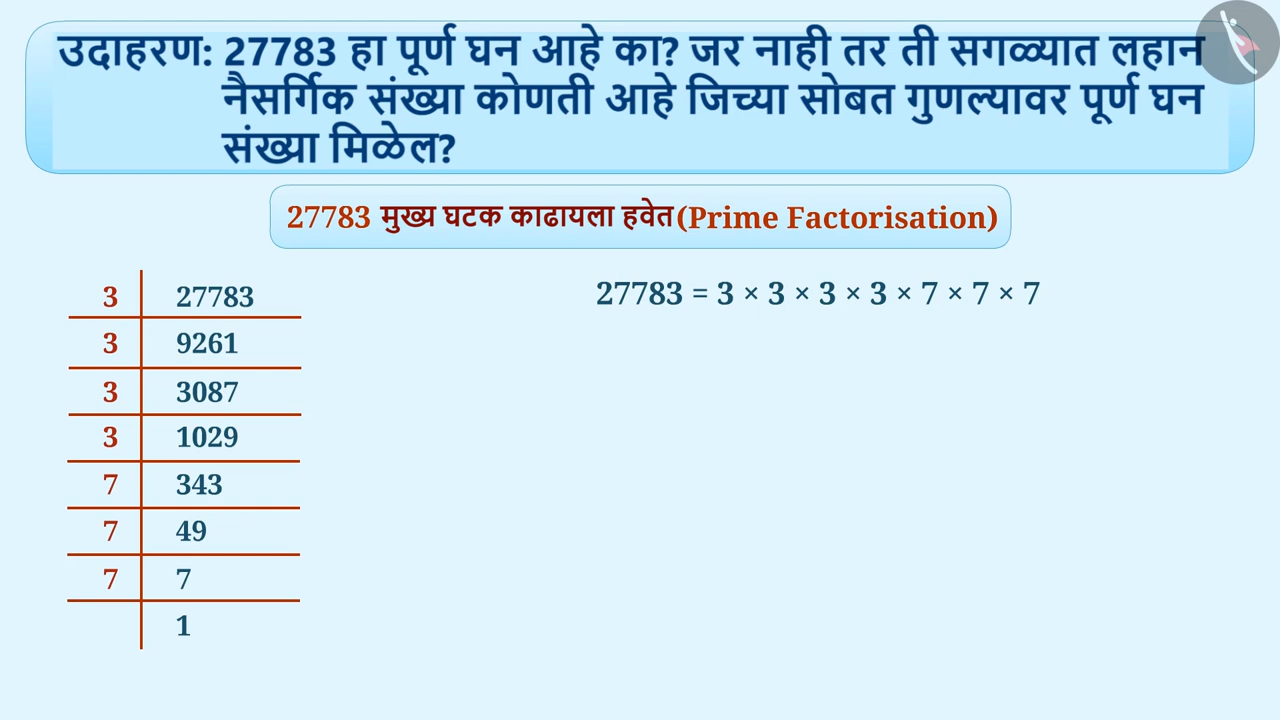 उदाहरण: 27783 हा पूर्ण घन आहे का? जर नाही तर ती सगळ्यात लहान
नैसर्गिक संख्या कोणती आहे जिच्या सोबत गुणल्यावर पूर्ण घन
संख्या मिळेल?
27783 मुख्य घटक काढायला हवेत(Prime Factorisation)
27783 = 3 × 3 × 3 × 3 × 7 × 7 × 7
3 27783
3 9261
3 3087
3 1029
7 343
7 49
7 7
1